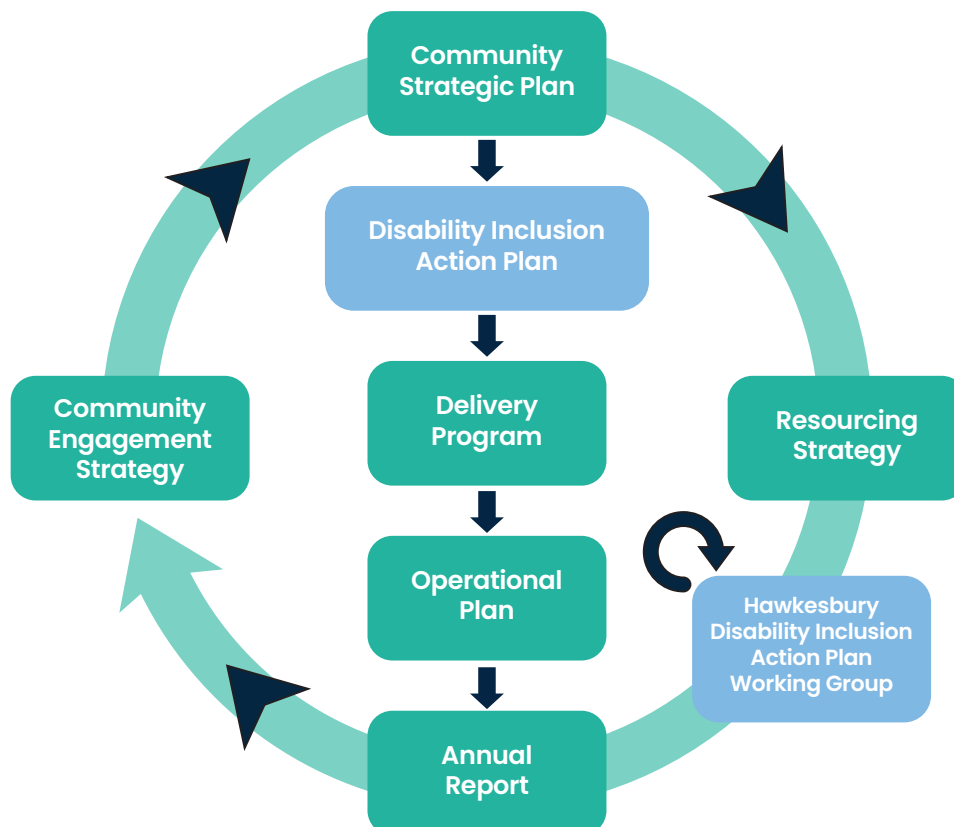 Community
Strategic Plan
Disability Inclusion
Action Plan
Delivery
Program
Community
Engagement
Strategy
Resourcing
Strategy
Operational
Plan
Hawkesbury
Disability Inclusion
Action Plan
Working Group
Annual
Report